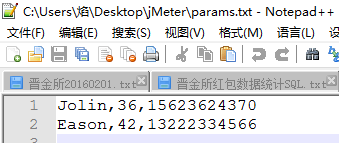 C:\Users\焰\Desktop\jMeter\params.txt - Notepad++
文件(F) 编辑(E) 搜索(S) 视图(V) 格式(M) 语言(L)
晋金所20160201.txt 晋金所红包数据统计SQL.txt
1 Jolin,36,15623624370
2 Eason,42,13222334566